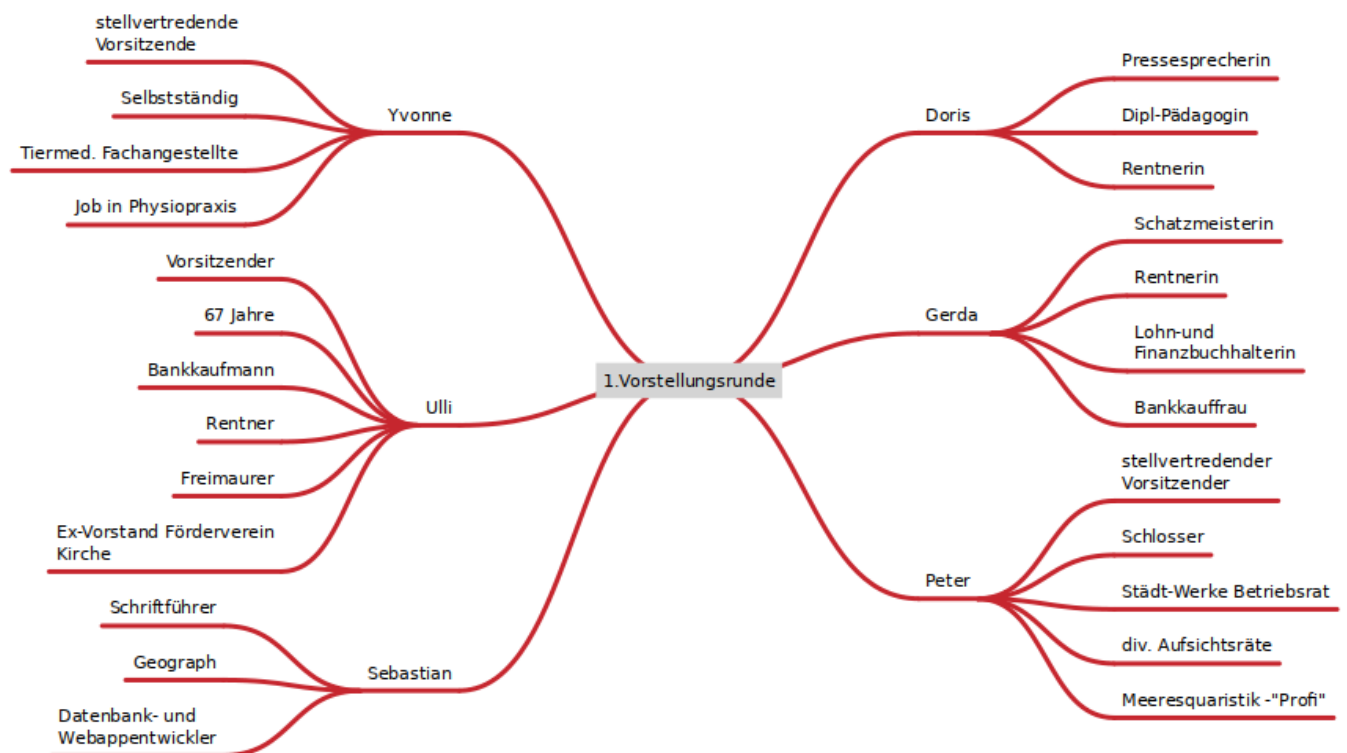 1.Vorstellungsrunde
Yvonne
stellvertredende
Vorsitzende
Selbstständig
Tiermed. Fachangestellte
Job in Physiopraxis
Ulli
Vorsitzender
67 Jahre
Bankkaufmann
Rentner
Freimaurer
Ex-Vorstand Förderverein
Kirche
Sebastian
Schriftführer
Geograph
Datenbank- und
Webappentwickler
Doris
Pressesprecherin
Dipl-Pädagogin
Rentnerin
Gerda
Schatzmeisterin
Rentnerin
Lohn-und
Finanzbuchhalterin
Bankkauffrau
Peter
stellvertredender
Vorsitzender
Schlosser
Städt-Werke Betriebsrat
div. Aufsichtsräte
Meeresquaristik -"Profi"